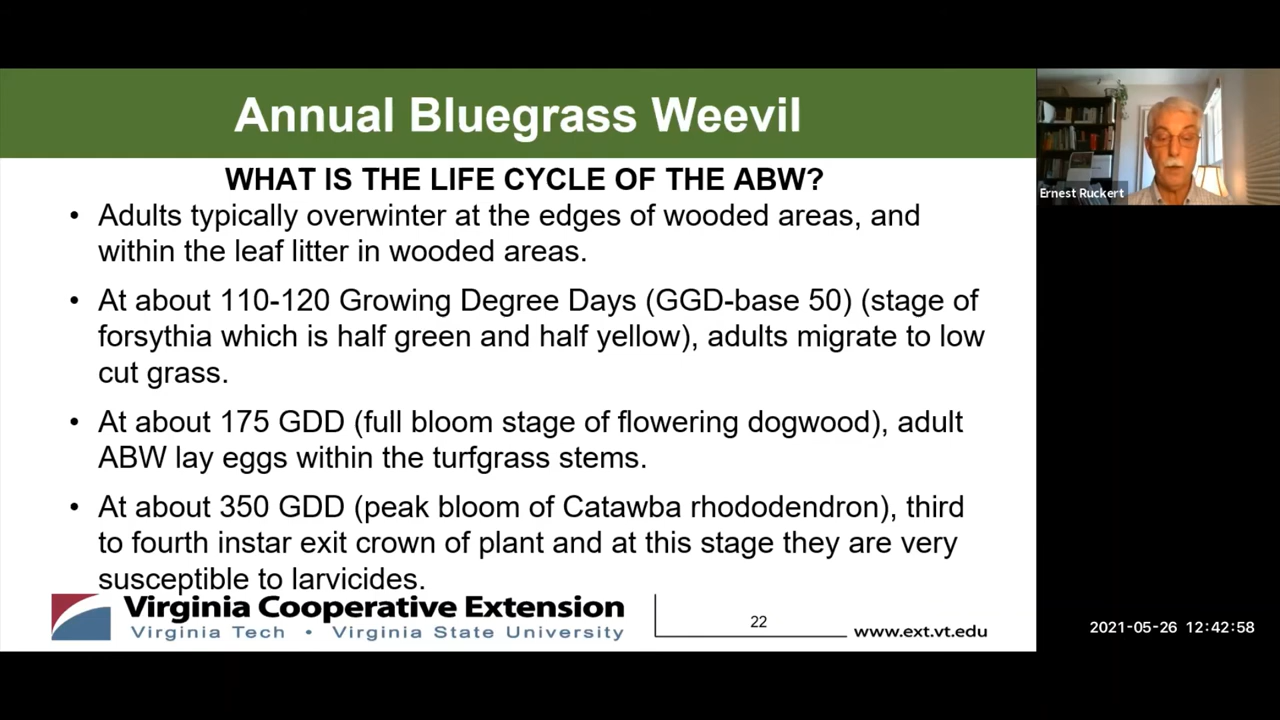 Annual Bluegrass Weevil
WHAT IS THE LIFE CYCLE OF THE ABW?
• Adults typically overwinter at the edges of wooded areas, and
within the leaf litter in wooded areas.
• At about 110-120 Growing Degree Days (GGD-base 50) (stage of
forsythia which is half green and half yellow), adults migrate to low
cut grass.
• At about 175 GDD (full bloom stage of flowering dogwood), adult
ABW lay eggs within the turfgrass stems.
• At about 350 GDD (peak bloom of Catawba rhododendron), third
to fourth instar exit crown of plant and at this stage they are very
susceptible to larvicides.
Virginia Cooperative Extension
Virginia Tech • Virginia State University
22
www.ext.vt.edu
Ernest Ruckert
2021-05-26 12:42:58